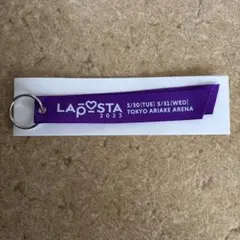 LAPOSTA
2023
5/30[TUE] 5/31[WED]
TOKYO ARIAKE ARENA